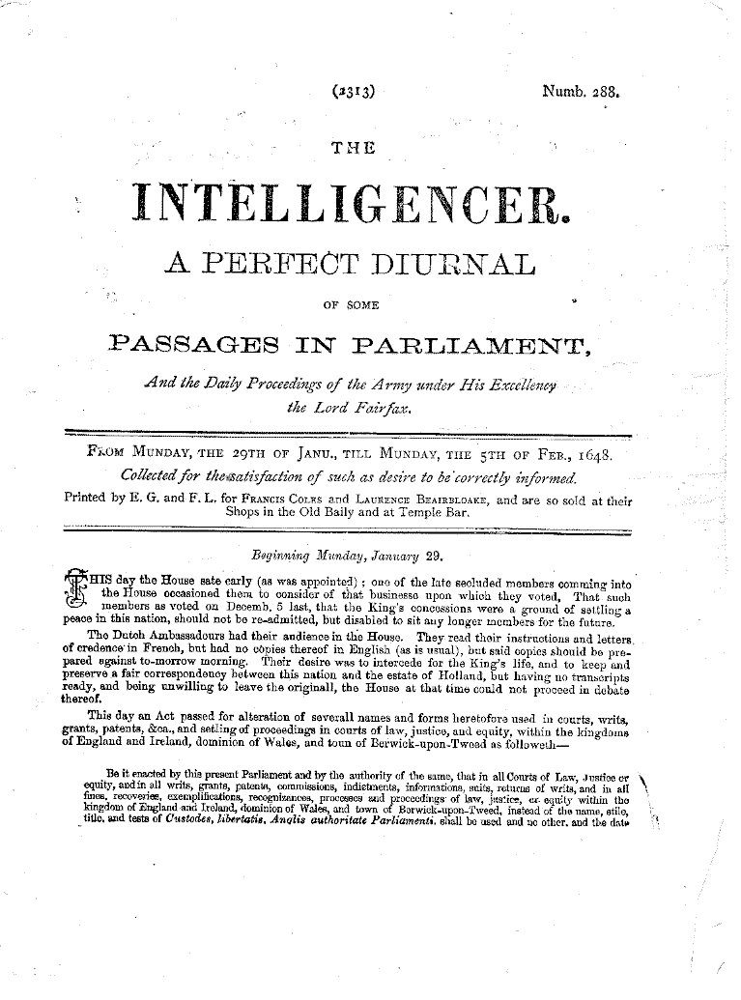 (2313) Numb. 288.
THE
INTELLIGENCER.
A PERFECT DIURNAL
OF SOME
PASSAGES IN PARLIAMENT,
And the Daily Proceedings of the Army under His Excellency
the Lord Fairfax.
FROM MUNDAY, THE 29TH OF JANU., TILL MUNDAY, THE 5TH OF FEB., 1648.
Collected for the satisfaction of such as desire to be correctly informed.
Printed by E. G. and F. L. for FRANCIS COLES and LAURENCE BEAIRBLOAKE, and are so sold at their
Shops in the Old Baily and at Temple Bar.
Beginning Munday, January 29.
THIS day the House sate early (as was appointed); one of the late secluded members comming into
the House occasioned them to consider of that businesse upon which they voted, That such
members as voted on Decemb. 5 last, that the King's concessions were a ground of settling a
peace in this nation, should not be re-admitted, but disabled to sit any longer members for the future.
The Dutch Ambassadours had their audience in the House. They read their instructions and letters
of credence in French, but had no copies thereof in English (as is usual), but said copies should be pre-
pared against to-morrow morning. Their desire was to intercede for the King's life, and to keep and
preserve a fair correspondency between this nation and the estate of Holland, but having no transcripts
ready, and being unwilling to leave the originall, the House at that time could not proceed in debate
thereof.
This day an Act passed for alteration of severall names and forms heretofore used in courts, writs,
grants, patents, &ca., and setling of proceedings in courts of law, justice, and equity, within the kingdoms
of England and Ireland, dominion of Wales, and toun of Berwick-upon-Tweed as followeth—
Be it enacted by this present Parliament and by the authority of the same, that in all Courts of Law, Justice or
equity, and in all writs, grants, patents, commissions, indictments, informations, suits, returns of writs, and in all
fines, recoveries, exemplifications, recognizances, processes and proceedings of law, justice, or equity within the
kingdom of England and Ireland, dominion of Wales, and town of Berwick-upon-Tweed, instead of the name, stile,
title, and tests of Custodes, libertatis, Anglis authoritate Parliamenti, shall be used and no other, and the date